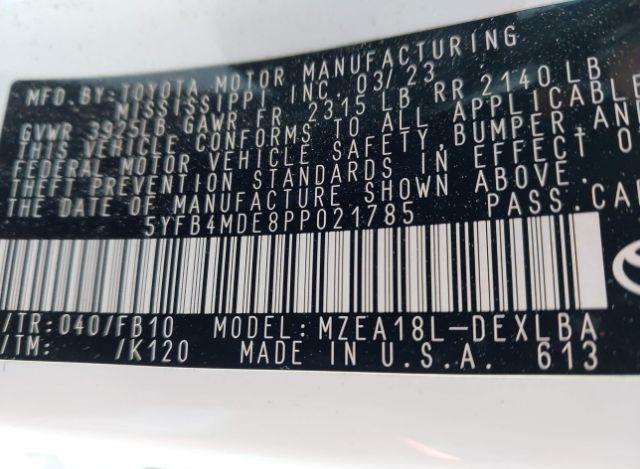 MFD.BY:TOYOTA MOTOR MANUFACTURING
MISSISSIPPI INC. 03/23
GVWR 3925LB GAWR FR 2315LB RR 2140LB
THIS VEHICLE CONFORMS TO ALL APPLICABLE
FEDERAL MOTOR VEHICLE SAFETY,BUMPER,AND
THEFT PREVENTION STANDARDS IN EFFECT O
THE DATE OF MANUFACTURE SHOWN ABOVE.
5YFB4MDE8PP021785 PASS.CA
/TR:040/FB10 MODEL:MZEA18L-DEXLBA
/TM: /K120 MADE IN U.S.A. 613